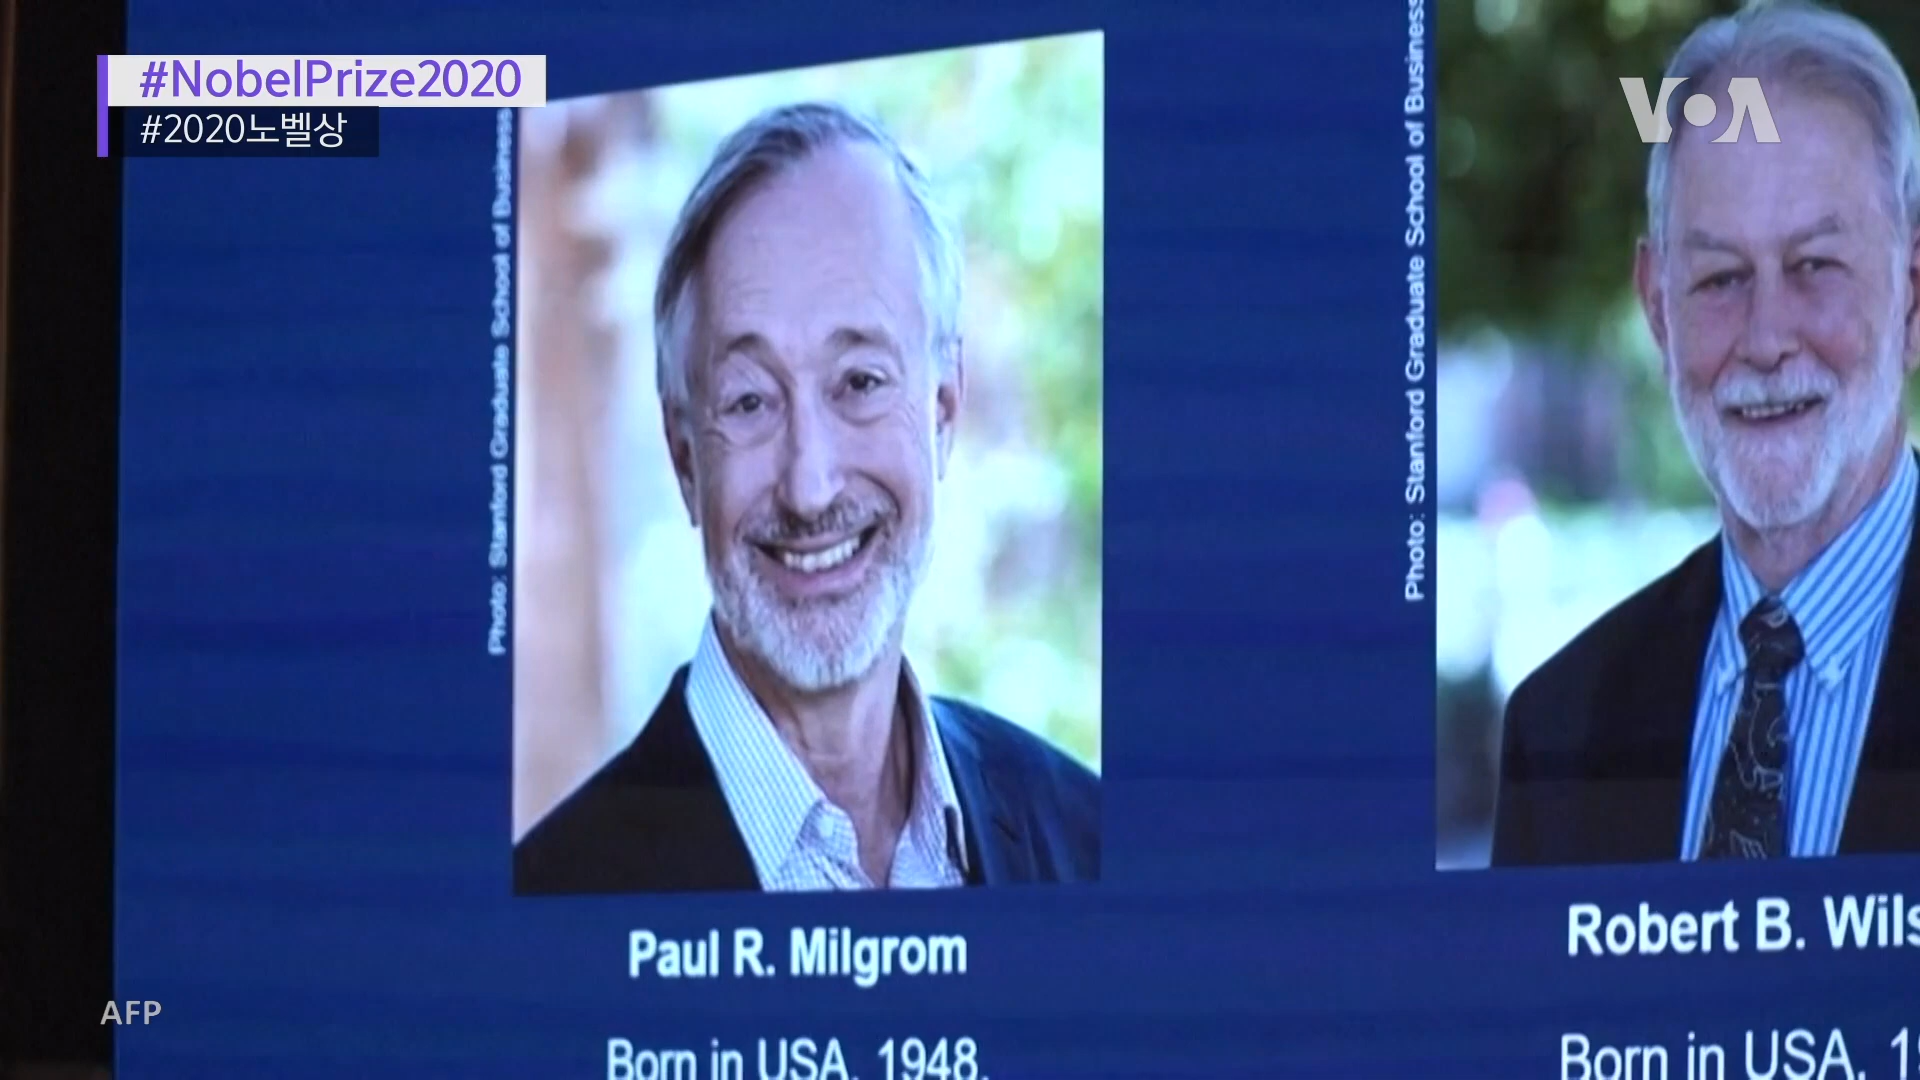 #NobelPrize2020
#2020노벨상
VOA
Photo: Stanford Graduate School of Business
Photo: Stanford Graduate School of Business
Paul R. Milgrom
Robert B. Wils
Born in USA, 1948.
Born in USA, 19
AFP